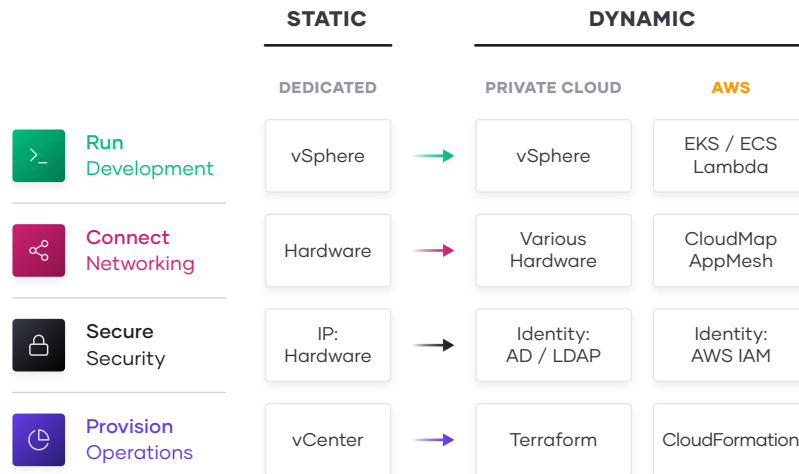 STATIC
DYNAMIC
DEDICATED
PRIVATE CLOUD
AWS
Run
Development
vSphere
vSphere
EKS / ECS
Lambda
Connect
Networking
Hardware
Various
Hardware
CloudMap
AppMesh
Secure
Security
IP:
Hardware
Identity:
AD / LDAP
Identity:
AWS IAM
Provision
Operations
vCenter
Terraform
CloudFormation